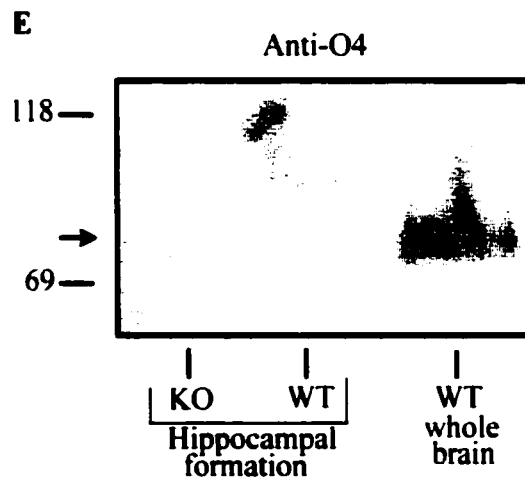 E
Anti-O4
118
69
KO WT WT
Hippocampal whole
formation brain